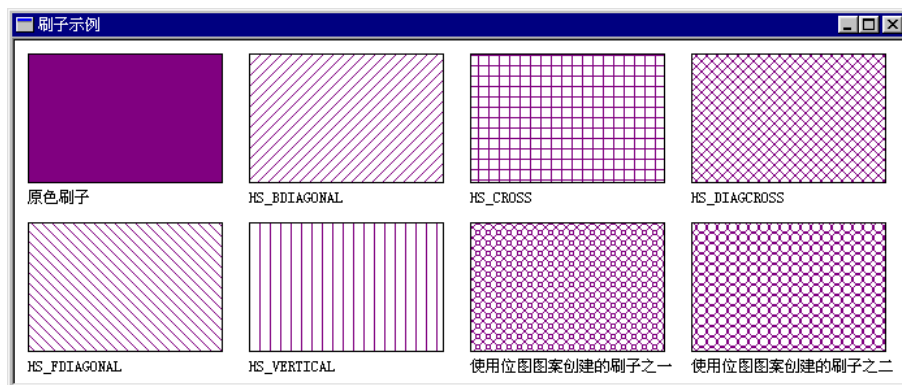 刷子示例
原色刷子
HS_BDIAGONAL
HS_CROSS
HS_DIAGCROSS
HS_FDIAGONAL
HS_VERTICAL
使用位图图案创建的刷子之一
使用位图图案创建的刷子之二